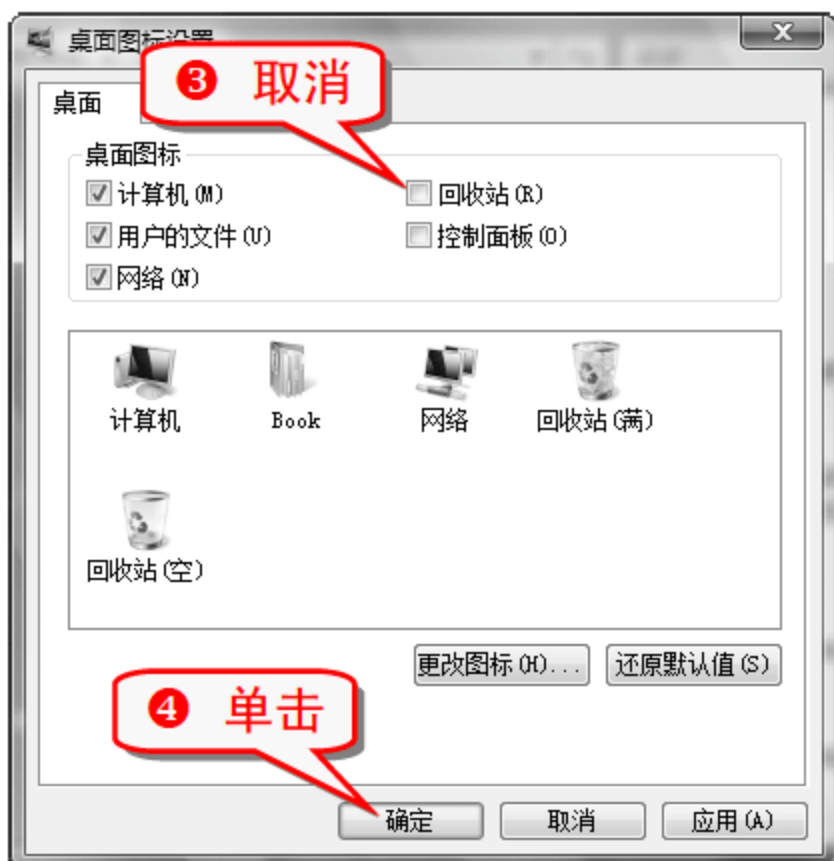 桌面图标设置
❸ 取消
桌面
桌面图标
计算机(M)
回收站(R)
用户的文件(U)
控制面板(O)
网络(N)
计算机
Book
网络
回收站(满)
回收站(空)
更改图标(H)...
还原默认值(S)
❹ 单击
确定
取消
应用(A)